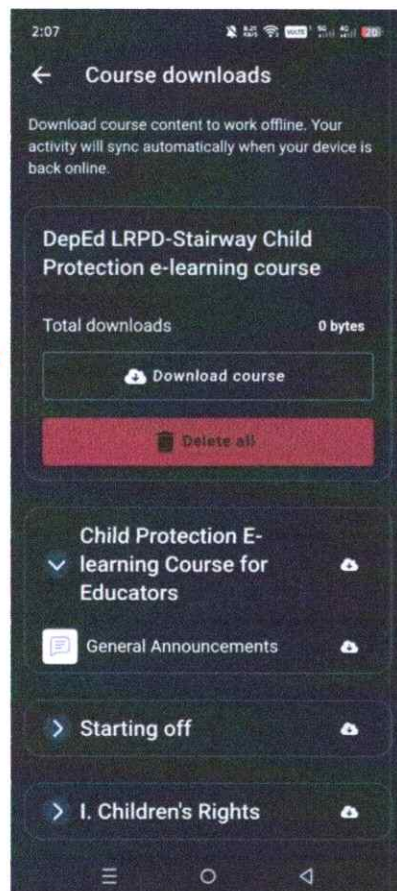 2:07
20
Course downloads
Download course content to work offline. Your
activity will sync automatically when your device is
back online.
DepEd LRPD-Stairway Child
Protection e-learning course
Total downloads 0 bytes
Download course
Delete all
Child Protection E-
learning Course for
Educators
General Announcements
Starting off
I. Children's Rights